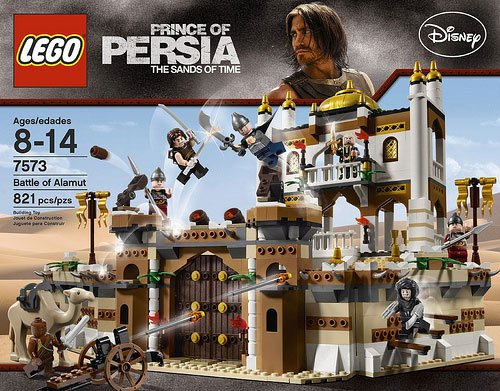 LEGO
PRINCE OF
PERSIA
THE SANDS OF TIME
Disney
Ages/edades
8-14
7573
Battle of Alamut
821 pcs/pzs
Building Toy
Jouet de Construction
Juguete para Construir